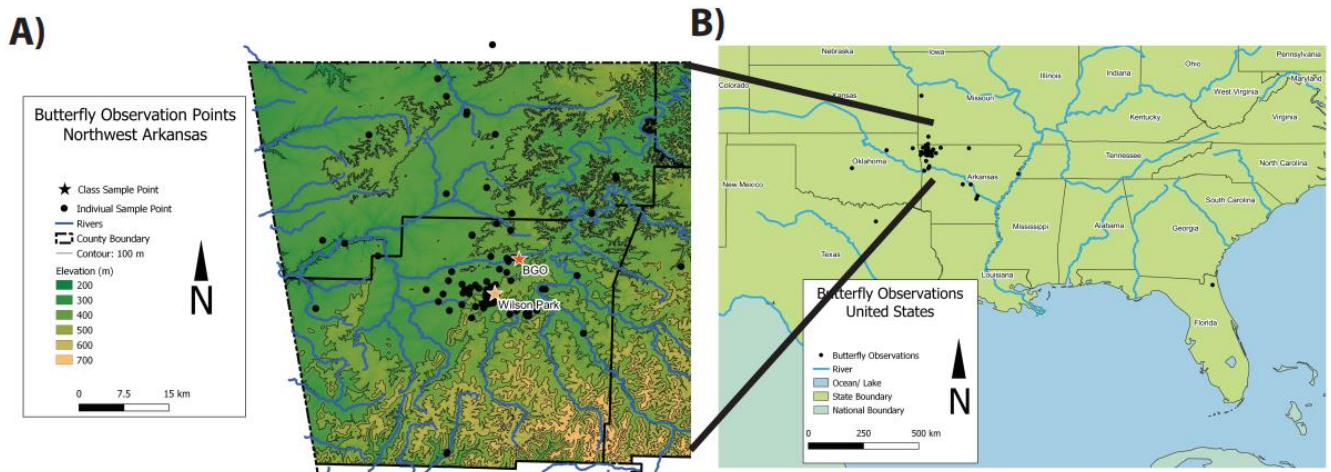 A)
Butterfly Observation Points
Northwest Arkansas
Class Sample Point
Indiviual Sample Point
Rivers
County Boundary
Contour: 100 m
Elevation (m)
200
300
400
500
600
700
N
0 7.5 15 km
BGO
Wilson Park
B)
Nebraska
Iowa
Illinois
Indiana
Ohio
Pennsylvania
Maryland
Colorado
Kansas
Missouri
West Virginia
Virginia
Kentucky
Oklahoma
Tennessee
North Carolina
New Mexico
Arkansas
South Carolina
Mississippi
Alabama
Georgia
Texas
Louisiana
Florida
Butterfly Observations
United States
Butterfly Observations
River
Ocean/ Lake
State Boundary
National Boundary
N
0 250 500 km